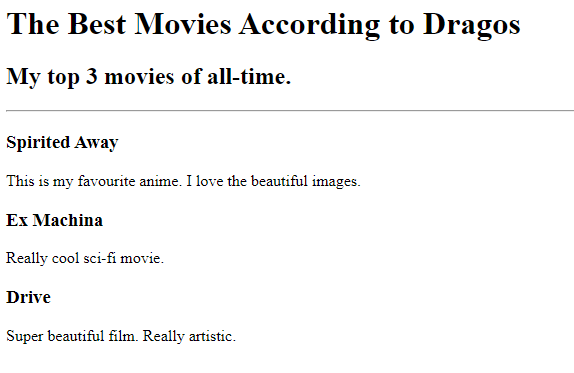 The Best Movies According to Dragos
My top 3 movies of all-time.
Spirited Away
This is my favourite anime. I love the beautiful images.
Ex Machina
Really cool sci-fi movie.
Drive
Super beautiful film. Really artistic.